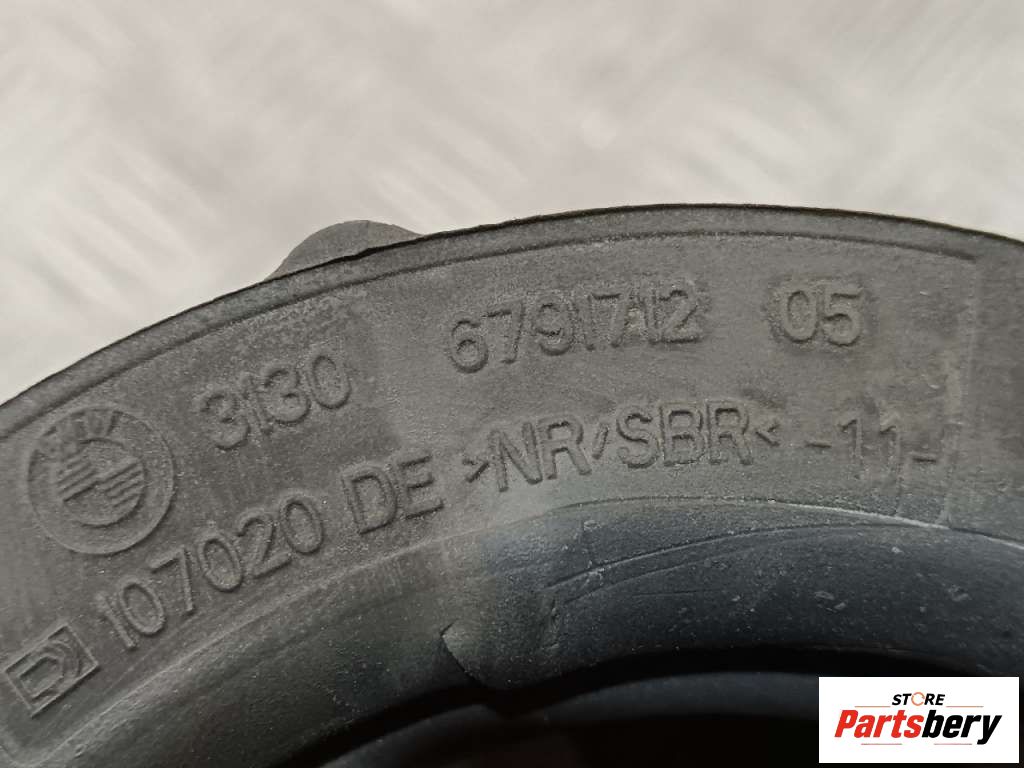 3130 6791712 05
107020 DE >NR/SBR< -11-
STORE
Partsbery